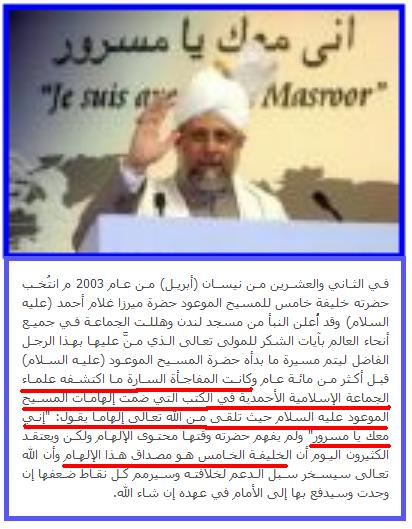 اني معك يا مسرور
"Je suis ave Masroor"
في الثاني والعشرين من نيسان (أبريل) من عام 2003 م انتُخب
حضرته خليفة خامس للمسيح الموعود حضرة ميرزا غلام أحمد (عليه
السلام) وقد أُعلن النبأ من مسجد لندن وهللت الجماعة في جميع
أنحاء العالم بآيات الشكر للمولى تعالى الذي منَّ عليها بهذا الرجل
الفاضل ليتم مسيرة ما بدأه حضرة المسيح الموعود (عليه السلام)
قبل أكثر من مائة عام وكانت المفاجأة السارة ما اكتشفه علماء
الجماعة الإسلامية الأحمدية في الكتب التي ضمت إلهامات المسيح
الموعود عليه السلام حيث تلقى من الله تعالى إلهاما يقول: "إني
معك يا مسرور" ولم يفهم حضرته وقتها محتوى الإلهام ولكن ويعتقد
الكثيرون اليوم أن الخليفة الخامس هو مصداق هذا الإلهام وأن الله
تعالى سيسخر سبل الدعم لخلافته وسيرمم كل نقاط ضعفها إن
وجدت وسيدفع بها إلى الأمام في عهده إن شاء الله.